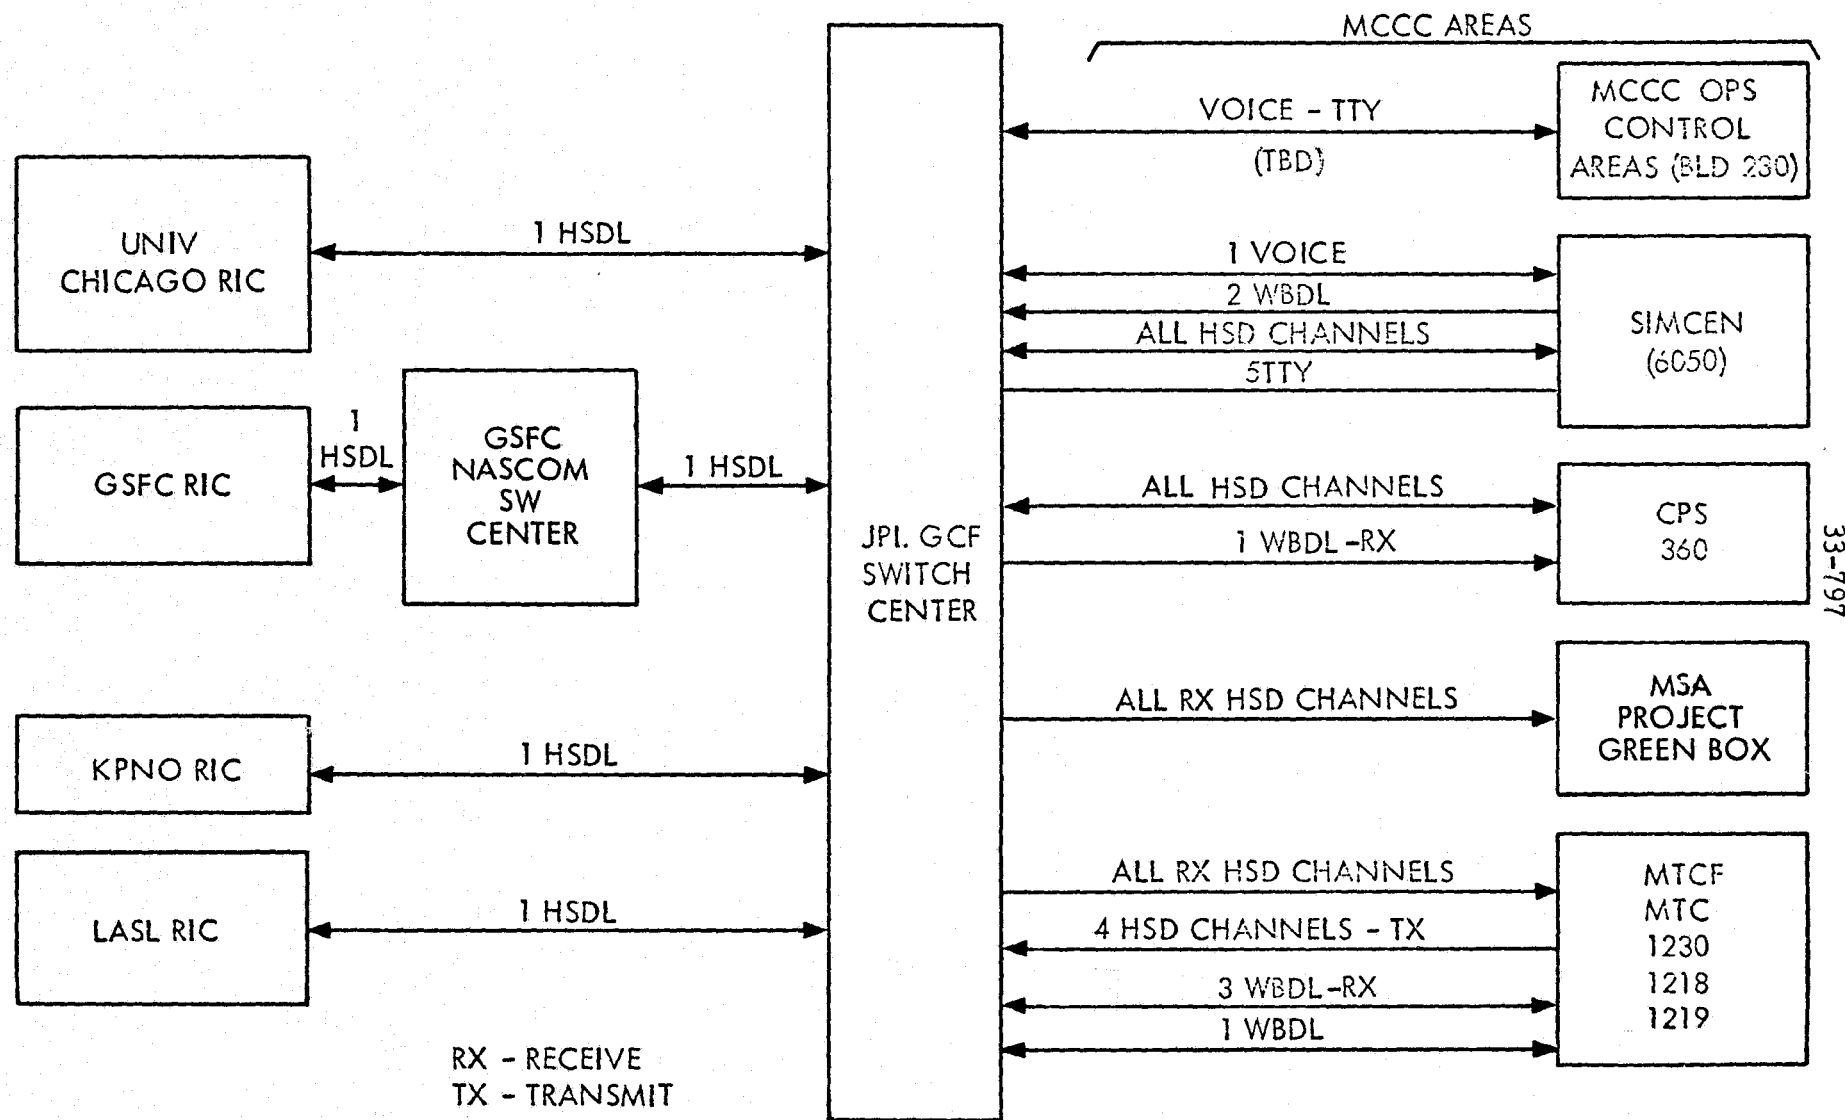 MCCC AREAS
VOICE - TTY
(TBD)
MCCC OPS
CONTROL
AREAS (BLD 230)
UNIV
CHICAGO RIC
1 HSDL
1 VOICE
2 WBDL
ALL HSD CHANNELS
5TTY
SIMCEN
(6050)
GSFC RIC
1
HSDL
GSFC
NASCOM
SW
CENTER
1 HSDL
JPL GCF
SWITCH
CENTER
ALL HSD CHANNELS
1 WBDL -RX
CPS
360
33-797
ALL RX HSD CHANNELS
MSA
PROJECT
GREEN BOX
KPNO RIC
1 HSDL
LASL RIC
1 HSDL
ALL RX HSD CHANNELS
4 HSD CHANNELS - TX
3 WBDL-RX
1 WBDL
MTCF
MTC
1230
1218
1219
RX - RECEIVE
TX - TRANSMIT